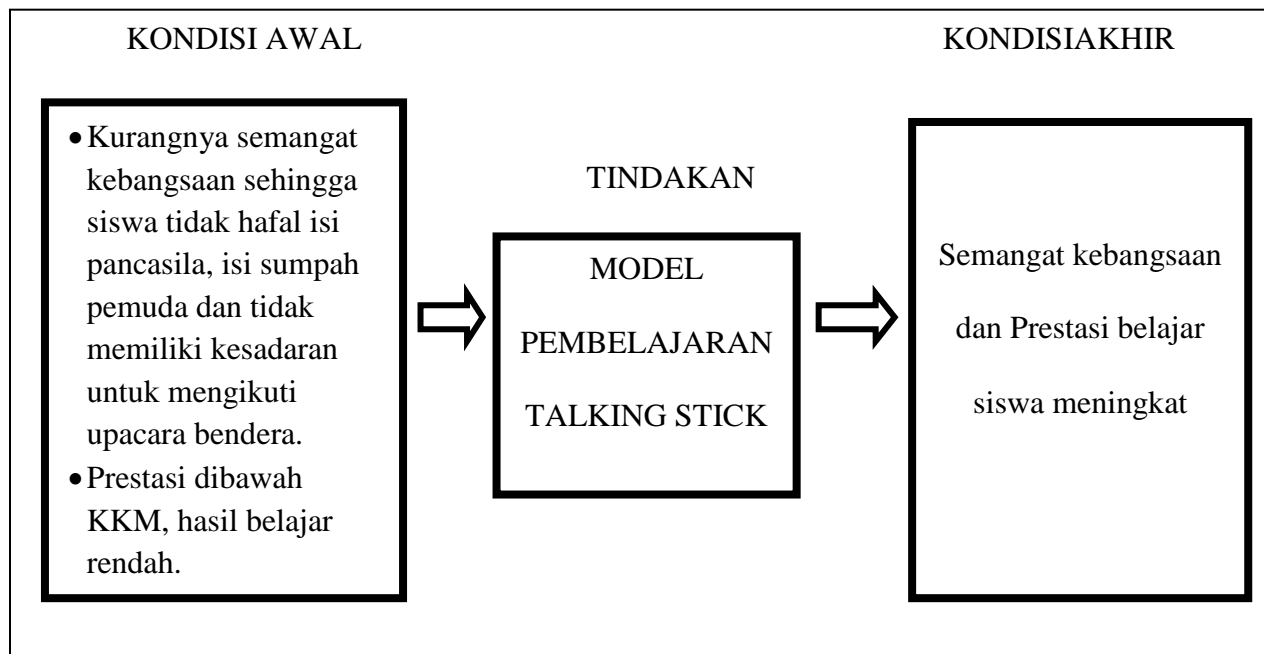 KONDISI AWAL
KONDISIAKHIR
• Kurangnya semangat
kebangsaan sehingga
siswa tidak hafal isi
pancasila, isi sumpah
pemuda dan tidak
memiliki kesadaran
untuk mengikuti
upacara bendera.
• Prestasi dibawah
KKM, hasil belajar
rendah.
TINDAKAN
MODEL
PEMBELAJARAN
TALKING STICK
Semangat kebangsaan
dan Prestasi belajar
siswa meningkat